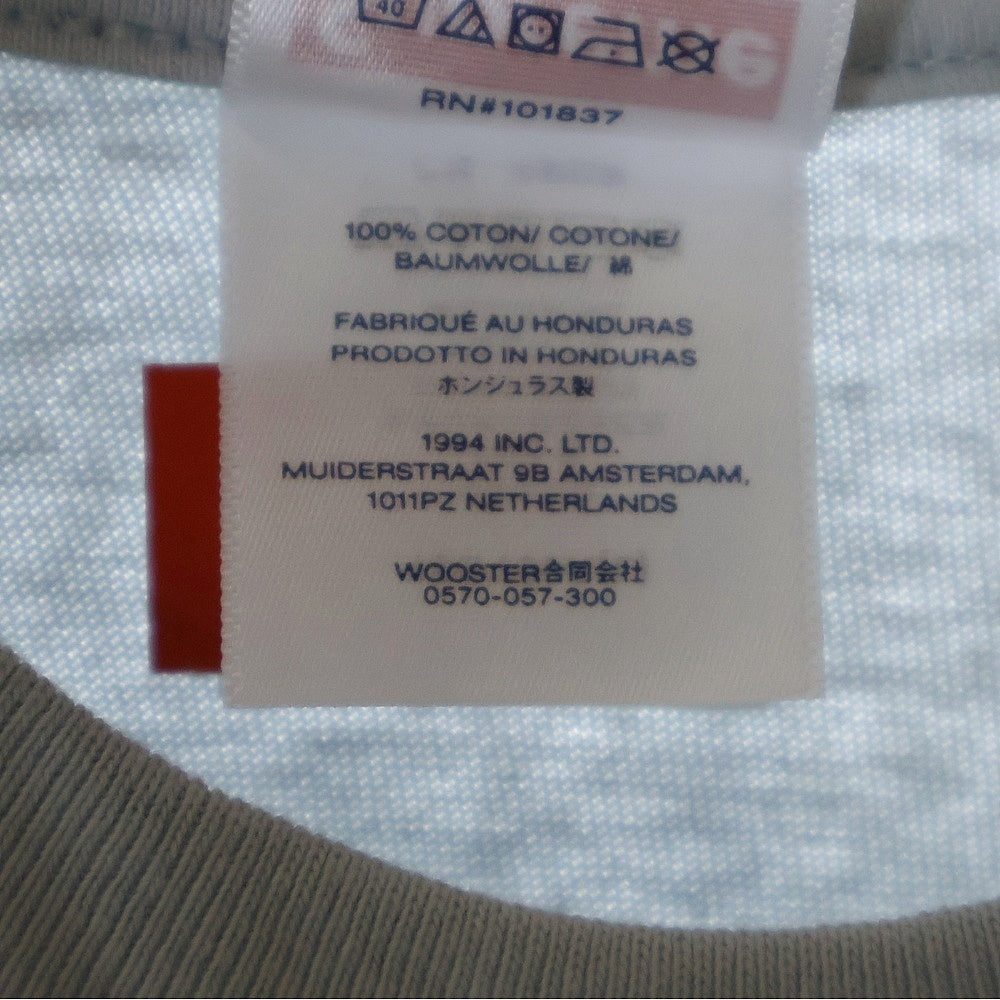 40
RN#101837
100% COTON/ COTONE/
BAUMWOLLE/ 綿
FABRIQUÉ AU HONDURAS
PRODOTTO IN HONDURAS
ホンジュラス製
1994 INC. LTD.
MUIDERSTRAAT 9B AMSTERDAM,
1011PZ NETHERLANDS
WOOSTER合同会社
0570-057-300